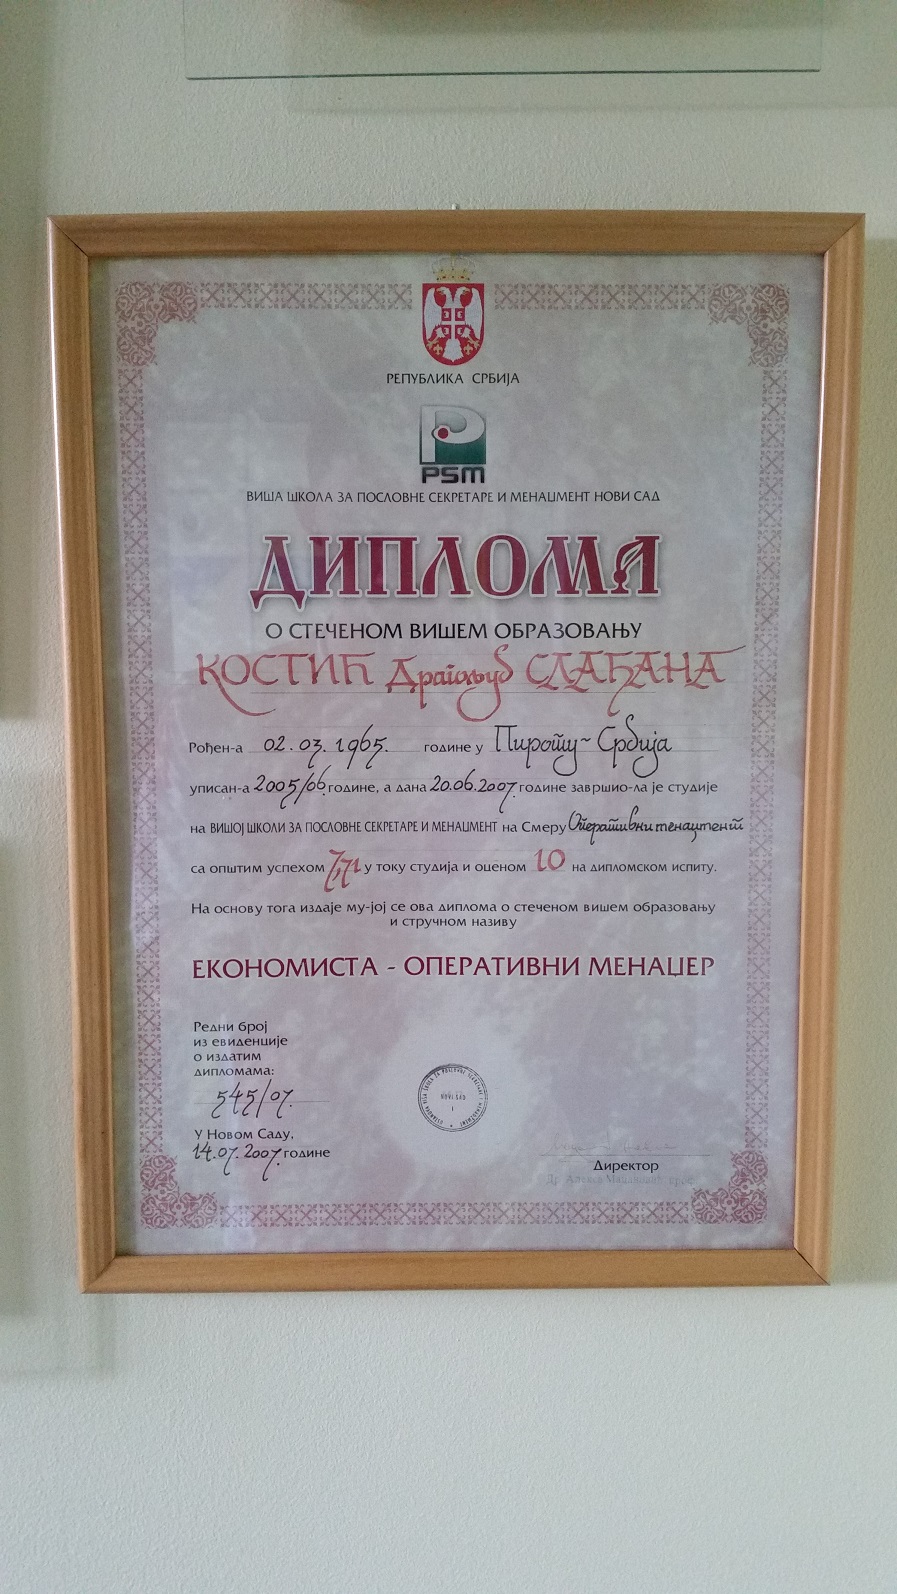 РЕПУБЛИКА СРБИЈА
PSM
ВИША ШКОЛА ЗА ПОСЛОВНЕ СЕКРЕТАРЕ И МЕНАЏМЕНТ НОВИ САД
ДИПЛОМА
О СТЕЧЕНОМ ВИШЕМ ОБРАЗОВАЊУ
КОСТИЋ Драгољуб СЛАЂАНА
Рођен-а 02.03.1965. године у Пироту-Србија
уписан-а 2005/06 године, а дана 20.06.2007. године завршио-ла је студије
на ВИШОЈ ШКОЛИ ЗА ПОСЛОВНЕ СЕКРЕТАРЕ И МЕНАЏМЕНТ на Смеру Оперативни менаџмент
са општим успехом 7,71 у току студија и оценом 10 на дипломском испиту.
На основу тога издаје му-јој се ова диплома о стеченом вишем образовању
и стручном називу
ЕКОНОМИСТА - ОПЕРАТИВНИ МЕНАЏЕР
Редни број
из евиденције
о издатим
дипломама:
545/07.
У Новом Саду,
14.07.2007. године
NOVI SAD
1
Директор